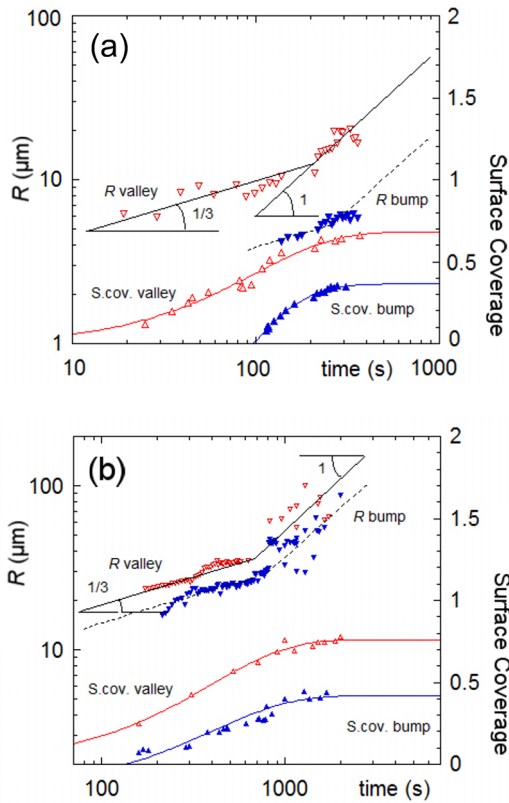 (a)
100
10
1
R (μm)
2
1.5
1
0.5
0
Surface Coverage
R valley
1/3
1
R bump
S.cov. valley
S.cov. bump
10
100
time (s)
1000
(b)
100
10
R (μm)
2
1.5
1
0.5
0
Surface Coverage
1
R bump
R valley
1/3
S.cov. valley
S.cov. bump
100
1000
time (s)